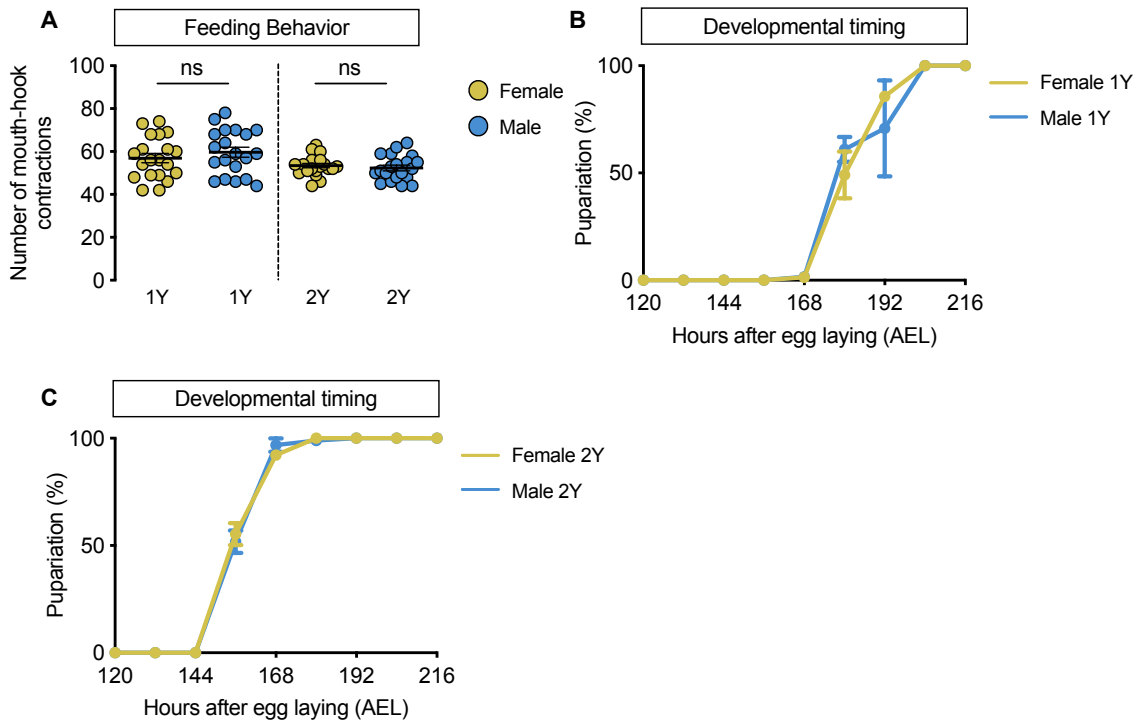 A
Feeding Behavior
Number of mouth-hook
contractions
100
80
60
40
20
0
ns
ns
1Y
1Y
2Y
2Y
Female
Male
B
Developmental timing
Pupariation (%)
100
50
0
120
144
168
192
216
Hours after egg laying (AEL)
Female 1Y
Male 1Y
C
Developmental timing
Pupariation (%)
100
50
0
120
144
168
192
216
Hours after egg laying (AEL)
Female 2Y
Male 2Y